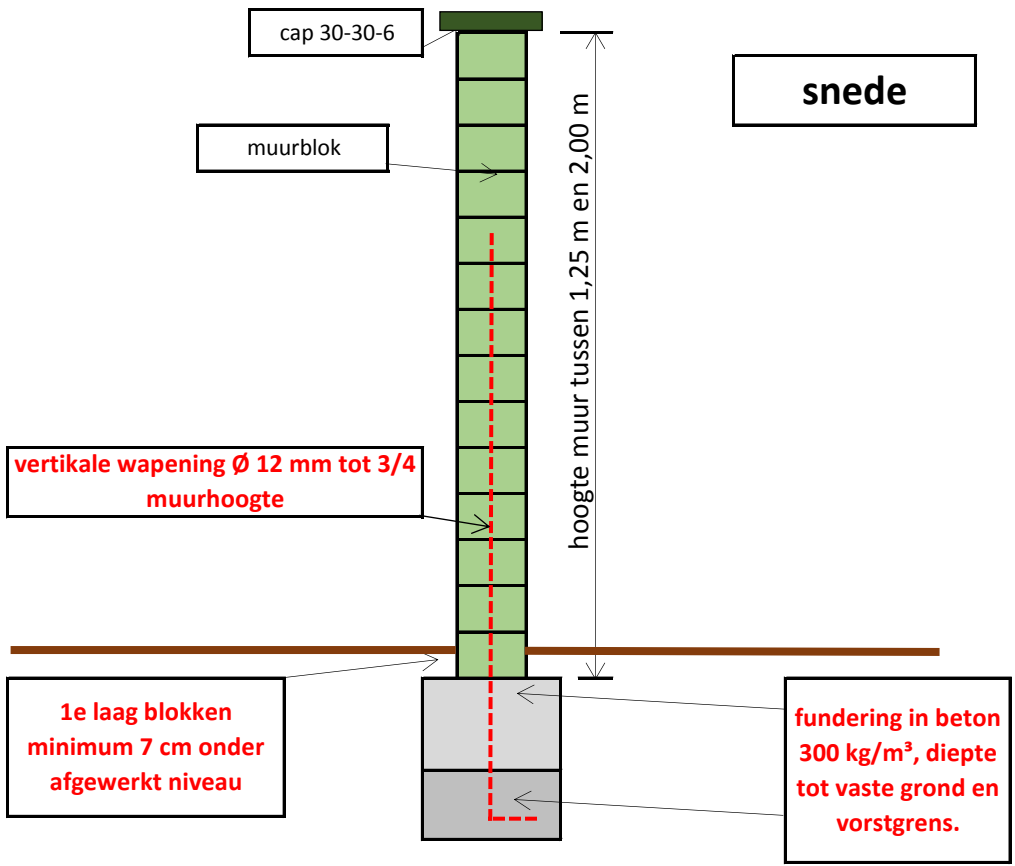 cap 30-30-6
snede
muurblok
hoogte muur tussen 1,25 m en 2,00 m
vertikale wapening Ø 12 mm tot 3/4
muurhoogte
1e laag blokken
minimum 7 cm onder
afgewerkt niveau
fundering in beton
300 kg/m³, diepte
tot vaste grond en
vorstgrens.